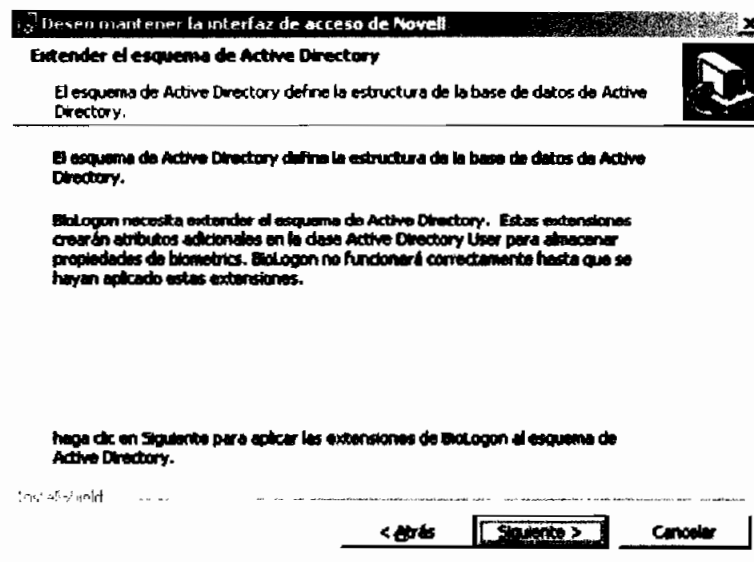 Deseo mantener la interfaz de acceso de Novell
Extender el esquema de Active Directory
El esquema de Active Directory define la estructura de la base de datos de Active
Directory.
El esquema de Active Directory define la estructura de la base de datos de Active
Directory.
BioLogon necesita extender el esquema de Active Directory. Estas extensiones
crearán atributos adicionales en la clase Active Directory User para almacenar
propiedades de biometrics. BioLogon no funcionará correctamente hasta que se
hayan aplicado estas extensiones.
haga clic en Siguiente para aplicar las extensiones de BioLogon al esquema de
Active Directory.
InstallShield
< Atrás
Siguiente >
Cancelar